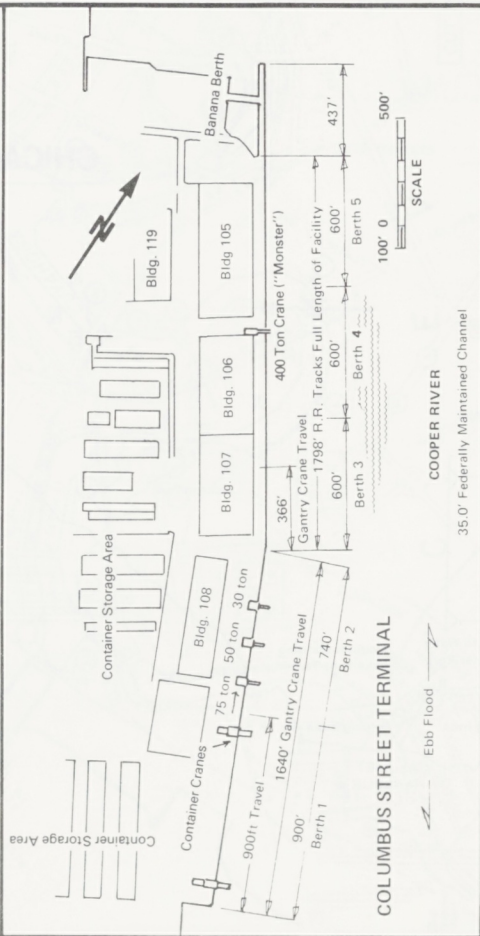 Container Storage Area
Container Storage Area
N
Bldg. 119
Banana Berth
Bldg. 108
Bldg. 107
Bldg. 106
Bldg 105
Container Cranes
75 ton
50 ton
30 ton
400 Ton Crane ("Monster")
366'
Gantry Crane Travel
1798' R.R. Tracks Full Length of Facility
437'
900ft Travel
1640' Gantry Crane Travel
900'
Berth 1
740'
Berth 2
600'
Berth 3
600'
Berth 4
600'
Berth 5
COLUMBUS STREET TERMINAL
Ebb Flood
COOPER RIVER
35.0' Federally Maintained Channel
100' 0 500'
SCALE